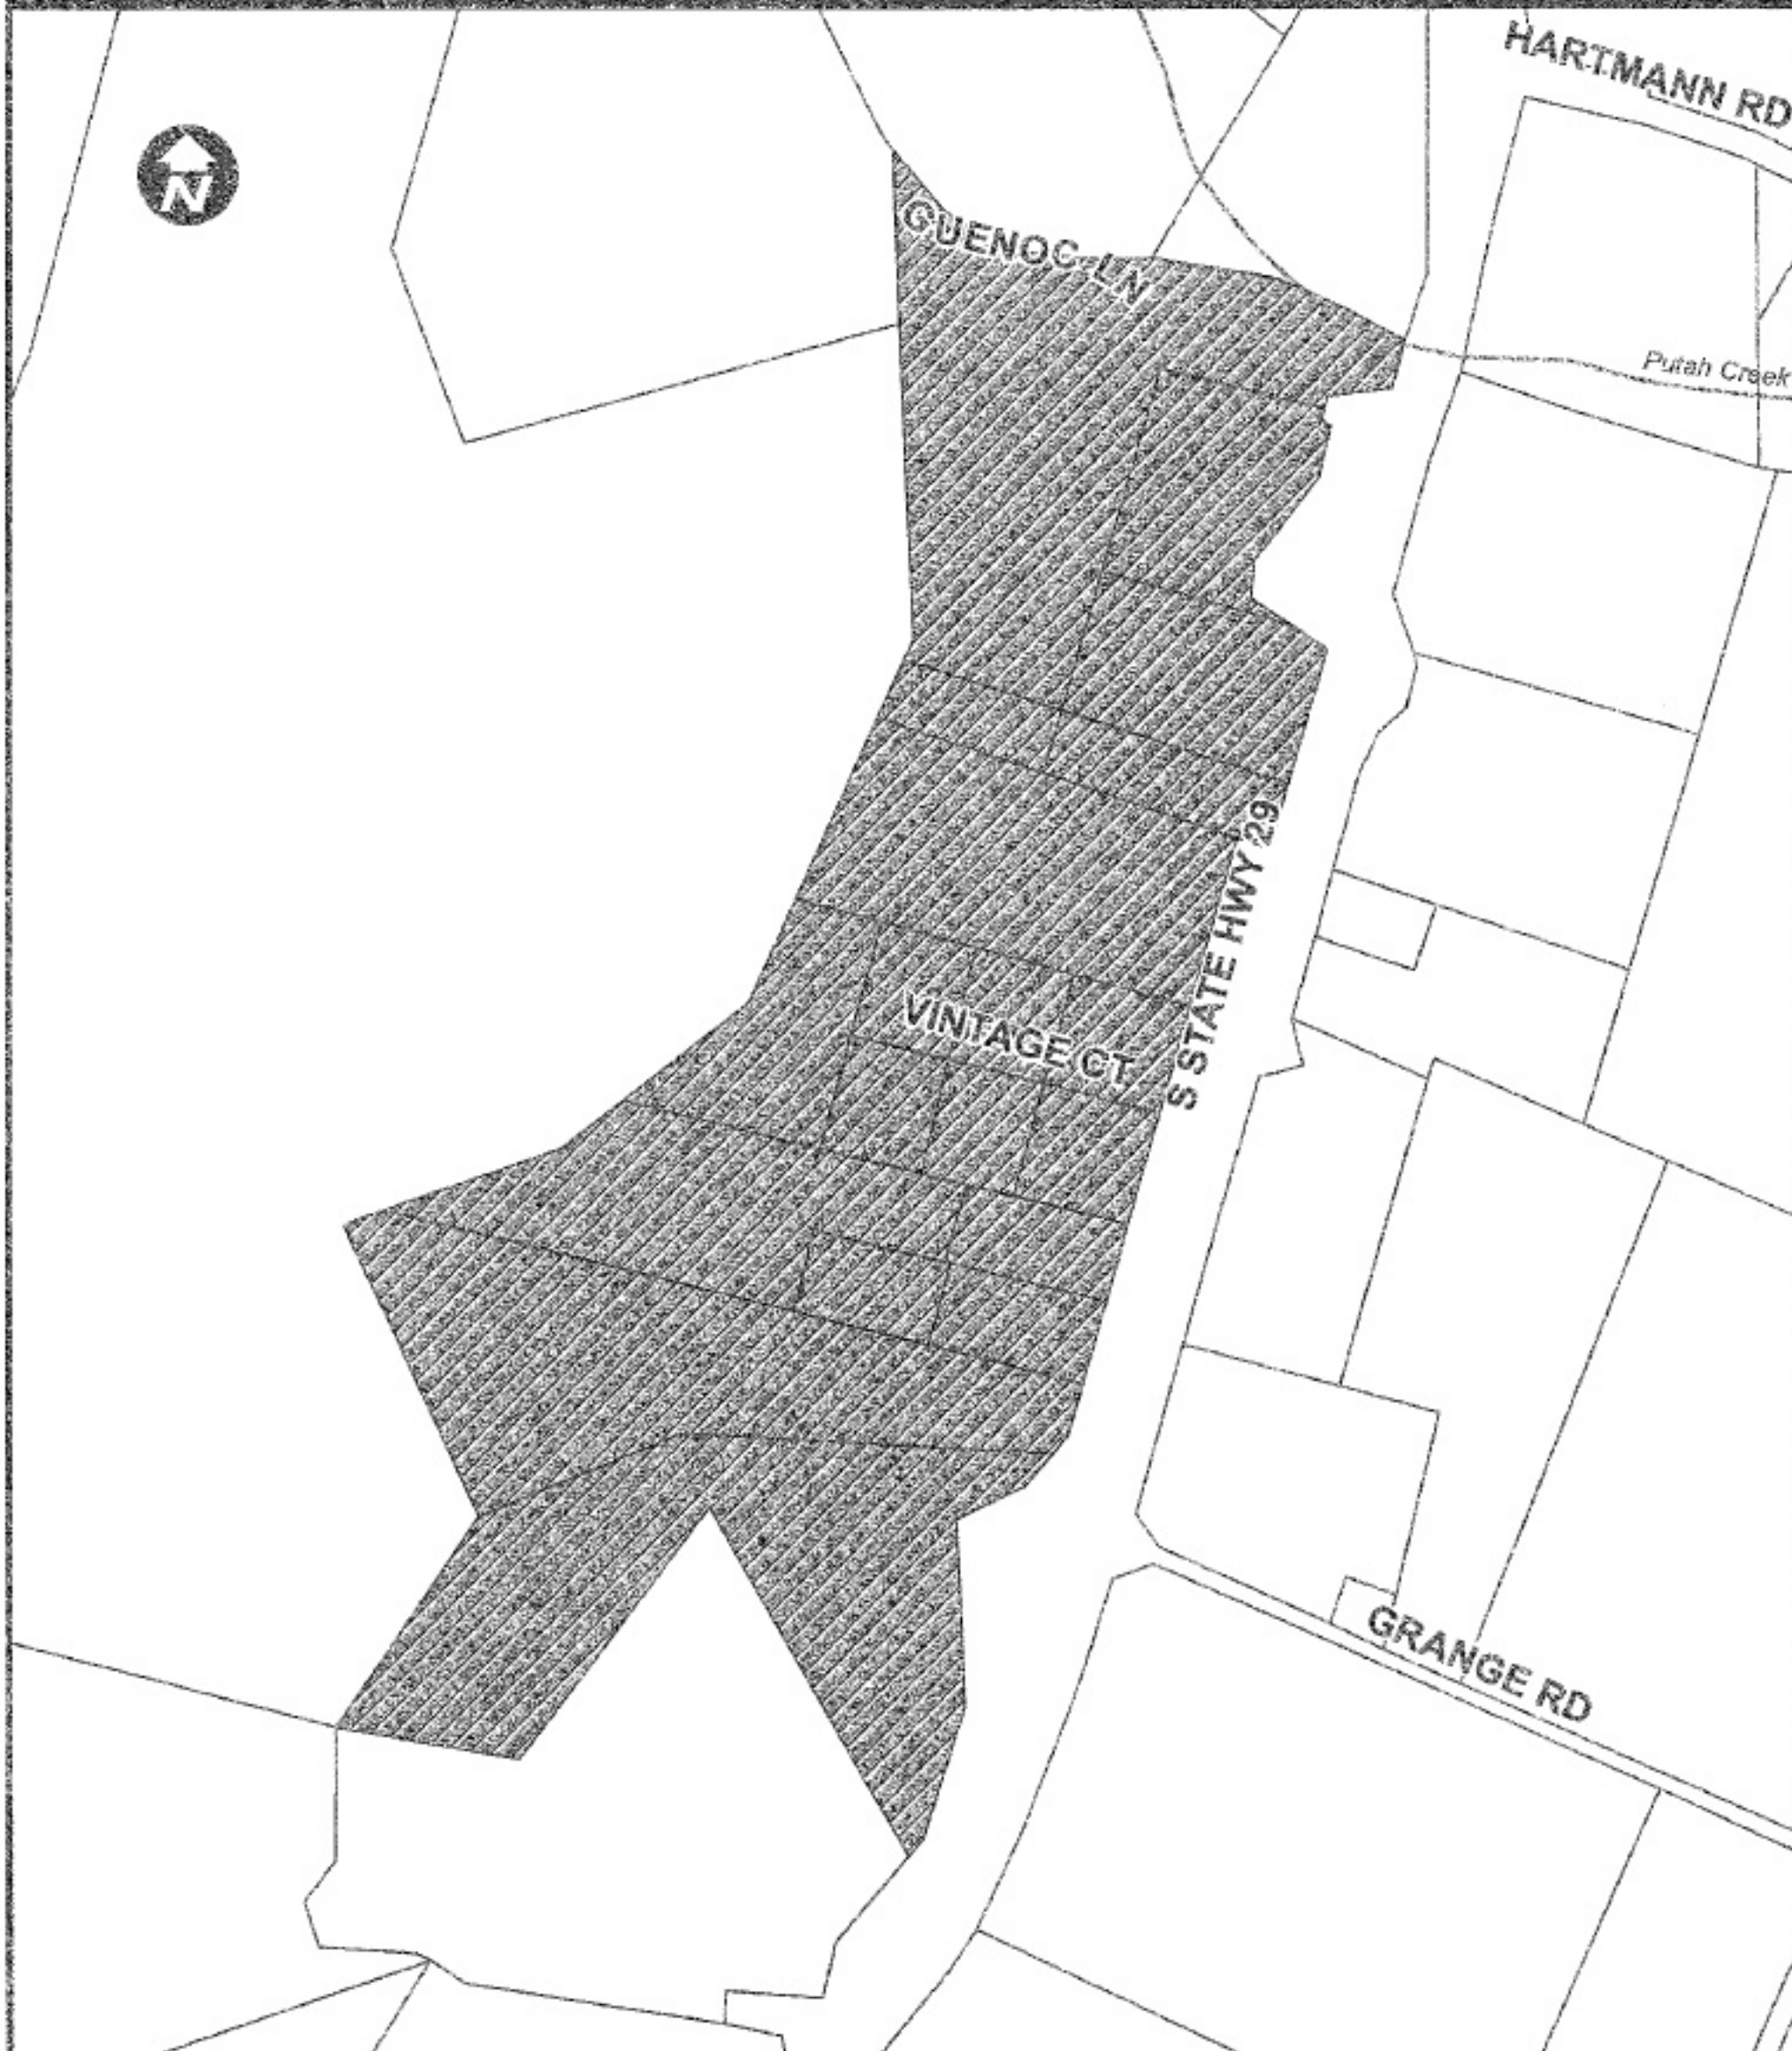 HARTMANN RD
N
GUENOC LN
Putah Creek
S STATE HWY 29
VINTAGE CT
GRANGE RD